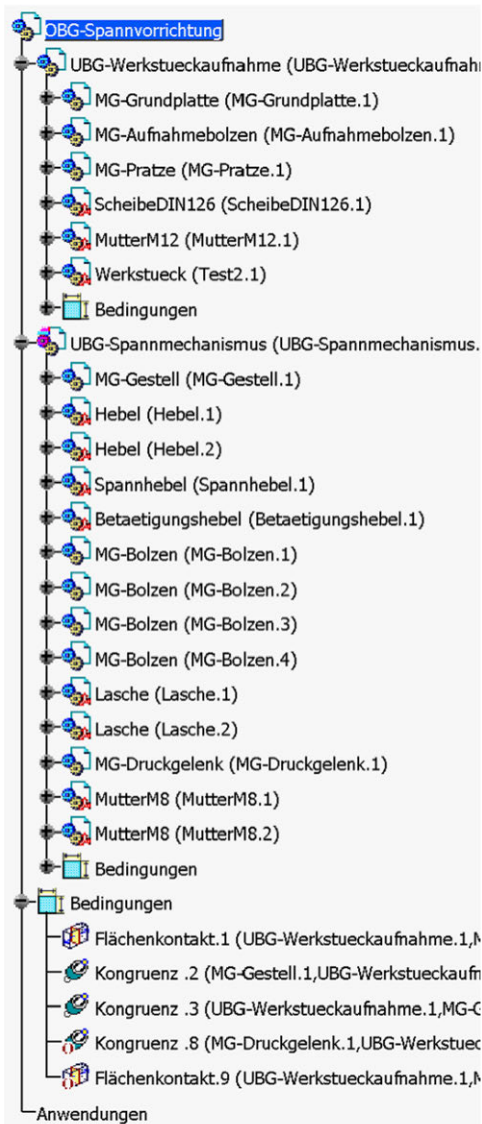 OBG-Spannvorrichtung
UBG-Werkstueckaufnahme (UBG-Werkstueckaufnahm
MG-Grundplatte (MG-Grundplatte.1)
MG-Aufnahmebolzen (MG-Aufnahmebolzen.1)
MG-Pratze (MG-Pratze.1)
ScheibeDIN126 (ScheibeDIN126.1)
MutterM12 (MutterM12.1)
Werkstueck (Test2.1)
Bedingungen
UBG-Spannmechanismus (UBG-Spannmechanismus.
MG-Gestell (MG-Gestell.1)
Hebel (Hebel.1)
Hebel (Hebel.2)
Spannhebel (Spannhebel.1)
Betaetigungshebel (Betaetigungshebel.1)
MG-Bolzen (MG-Bolzen.1)
MG-Bolzen (MG-Bolzen.2)
MG-Bolzen (MG-Bolzen.3)
MG-Bolzen (MG-Bolzen.4)
Lasche (Lasche.1)
Lasche (Lasche.2)
MG-Druckgelenk (MG-Druckgelenk.1)
MutterM8 (MutterM8.1)
MutterM8 (MutterM8.2)
Bedingungen
Bedingungen
Flächenkontakt.1 (UBG-Werkstueckaufnahme.1,M
Kongruenz .2 (MG-Gestell.1,UBG-Werkstueckaufn
Kongruenz .3 (UBG-Werkstueckaufnahme.1,MG-G
Kongruenz .8 (MG-Druckgelenk.1,UBG-Werkstuec
Flächenkontakt.9 (UBG-Werkstueckaufnahme.1,M
Anwendungen